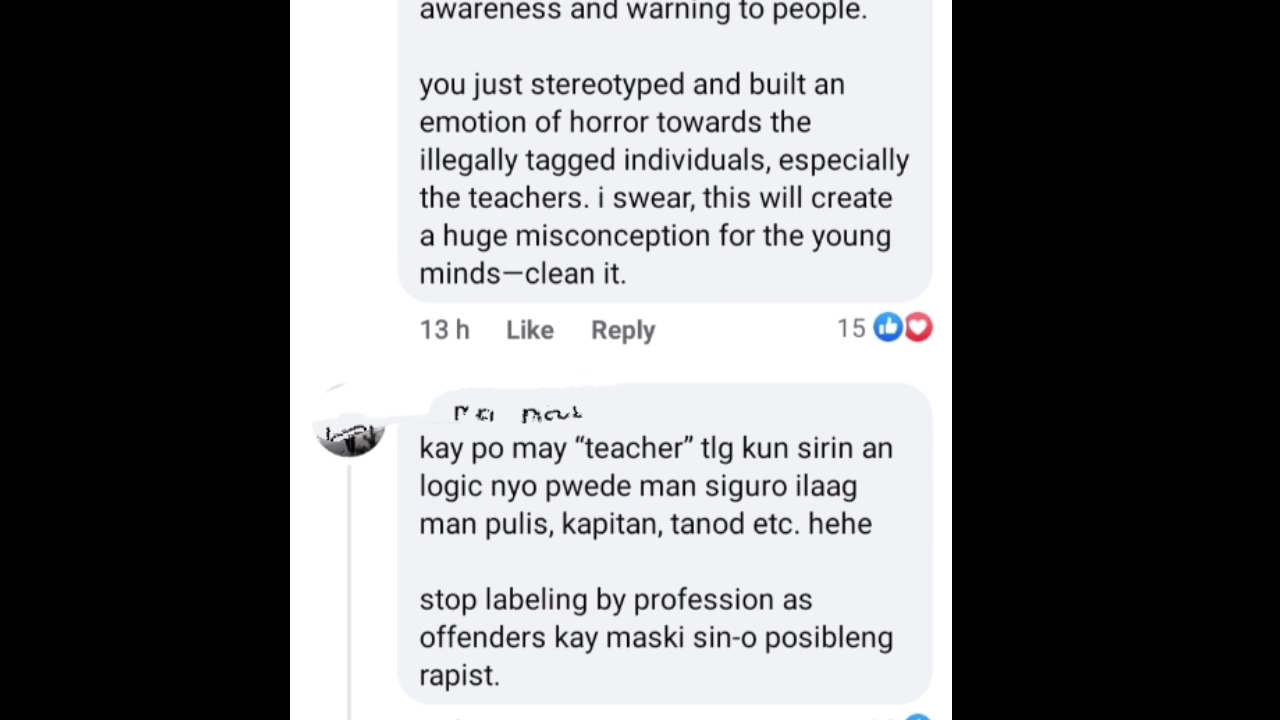 awareness and warning to people.
you just stereotyped and built an
emotion of horror towards the
illegally tagged individuals, especially
the teachers. i swear, this will create
a huge misconception for the young
minds—clean it.
13 h Like Reply 15
kay po may “teacher” tlg kun sirin an
logic nyo pwede man siguro ilaag
man pulis, kapitan, tanod etc. hehe
stop labeling by profession as
offenders kay maski sin-o posibleng
rapist.